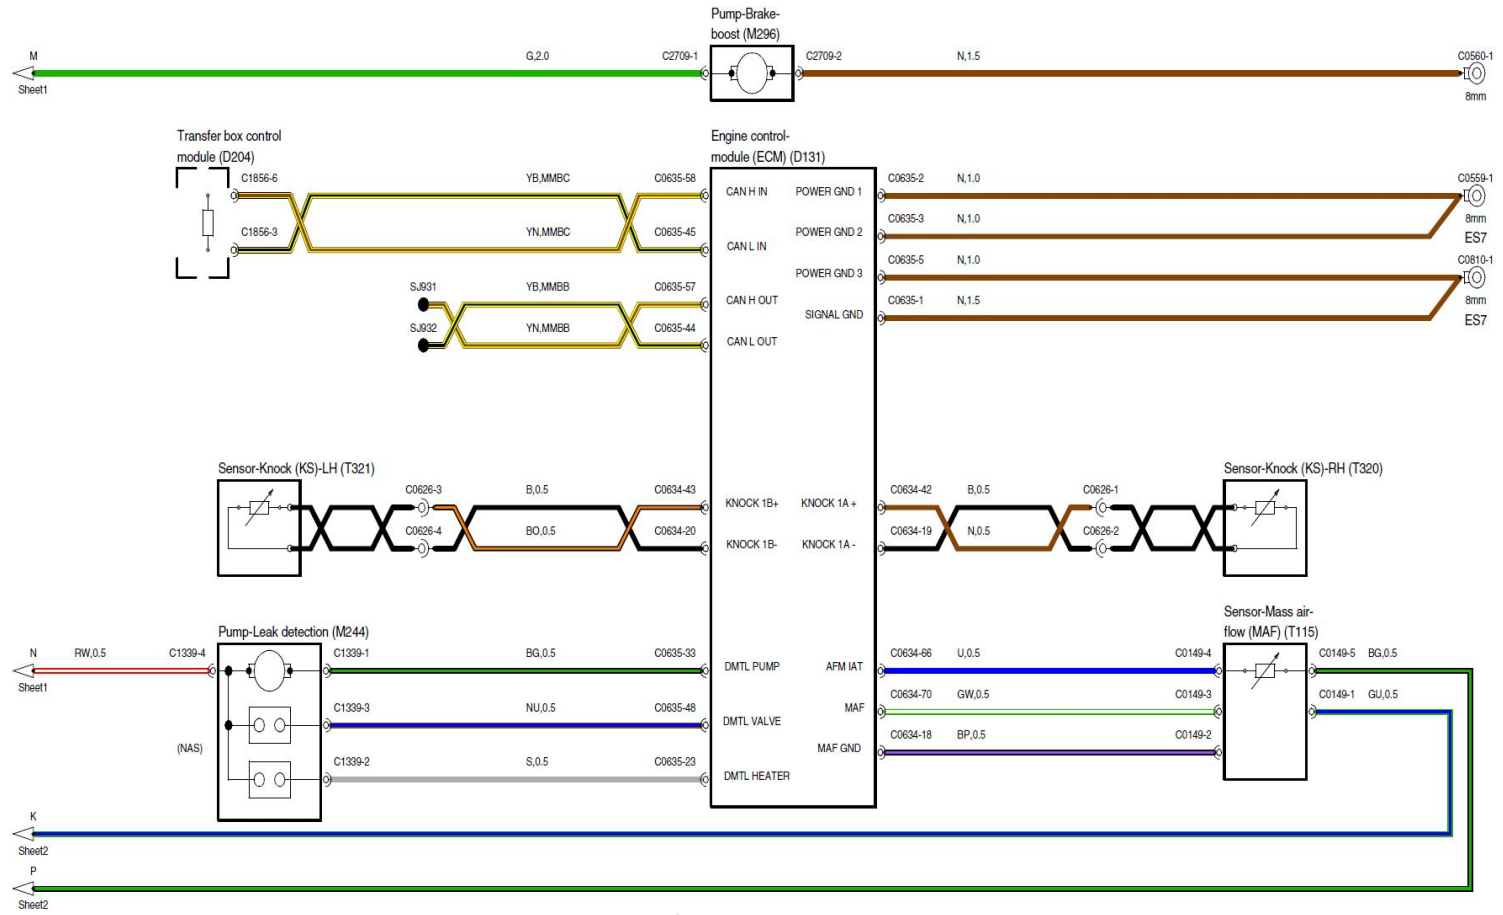 Pump-Brake-
boost (M296)
M
G,2.0
C2709-1
C2709-2
N,1.5
C0560-1
Sheet1
8mm
Transfer box control
module (D204)
Engine control-
module (ECM) (D131)
C1856-6
YB,MMBC
C0635-58
CAN H IN
POWER GND 1
C0635-2
N,1.0
C0559-1
C1856-3
YN,MMBC
C0635-45
CAN L IN
POWER GND 2
C0635-3
N,1.0
8mm
ES7
POWER GND 3
C0635-5
N,1.0
C0810-1
SJ931
YB,MMBB
C0635-57
CAN H OUT
SIGNAL GND
C0635-1
N,1.5
8mm
ES7
SJ932
YN,MMBB
C0635-44
CAN L OUT
Sensor-Knock (KS)-LH (T321)
Sensor-Knock (KS)-RH (T320)
C0626-3
B,0.5
C0634-43
KNOCK 1B+
KNOCK 1A +
C0634-42
B,0.5
C0626-1
C0626-4
BO,0.5
C0634-20
KNOCK 1B-
KNOCK 1A -
C0634-19
N,0.5
C0626-2
Sensor-Mass air-
flow (MAF) (T115)
Pump-Leak detection (M244)
N
RW,0.5
C1339-4
C1339-1
BG,0.5
C0635-33
DMTL PUMP
AFM IAT
C0634-66
U,0.5
C0149-4
C0149-5
BG,0.5
Sheet1
C1339-3
NU,0.5
C0635-48
DMTL VALVE
MAF
C0634-70
GW,0.5
C0149-3
C0149-1
GU,0.5
(NAS)
MAF GND
C0634-18
BP,0.5
C0149-2
C1339-2
S,0.5
C0635-23
DMTL HEATER
K
Sheet2
P
Sheet2